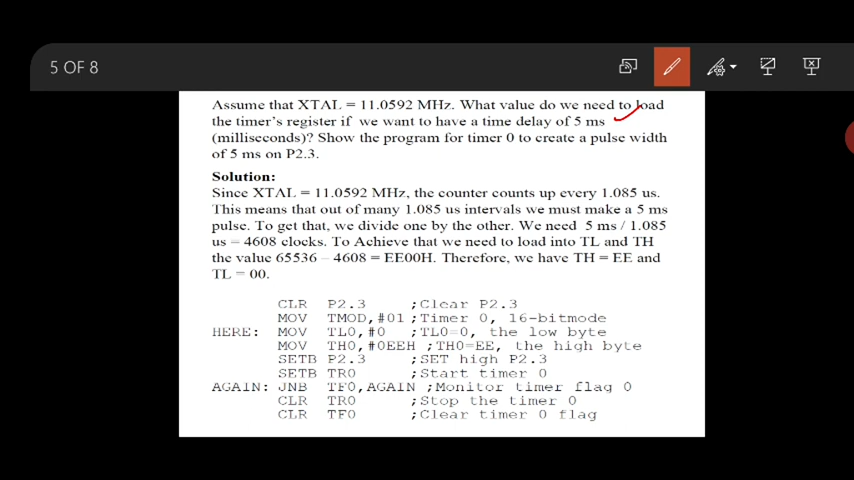 5 OF 8
Assume that XTAL = 11.0592 MHz. What value do we need to load
the timer's register if we want to have a time delay of 5 ms
(milliseconds)? Show the program for timer 0 to create a pulse width
of 5 ms on P2.3.
Solution:
Since XTAL = 11.0592 MHz, the counter counts up every 1.085 us.
This means that out of many 1.085 us intervals we must make a 5 ms
pulse. To get that, we divide one by the other. We need 5 ms / 1.085
us = 4608 clocks. To Achieve that we need to load into TL and TH
the value 65536 – 4608 = EE00H. Therefore, we have TH = EE and
TL = 00.
CLR P2.3 ;Clear P2.3
MOV TMOD,#01 ;Timer 0, 16-bitmode
HERE: MOV TL0,#0 ;TL0=0, the low byte
MOV TH0,#0EEH ;TH0=EE, the high byte
SETB P2.3 ;SET high P2.3
SETB TR0 ;Start timer 0
AGAIN: JNB TF0,AGAIN ;Monitor timer flag 0
CLR TR0 ;Stop the timer 0
CLR TF0 ;Clear timer 0 flag